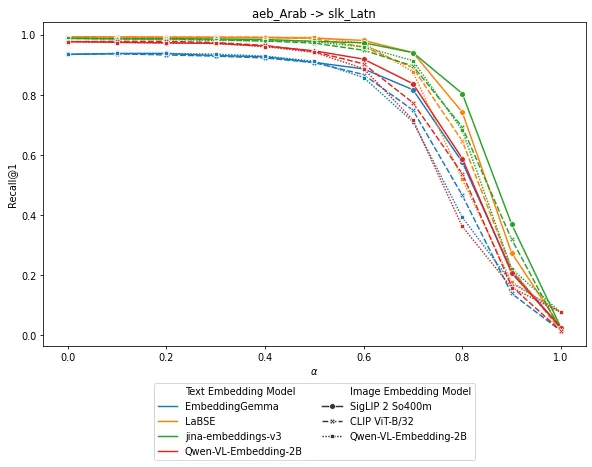 aeb_Arab -> slk_Latn
1.0
0.8
0.6
0.4
0.2
0.0
Recall@1
0.0 0.2 0.4 0.6 0.8 1.0
α
Text Embedding Model Image Embedding Model
EmbeddingGemma SigLIP 2 So400m
LaBSE CLIP ViT-B/32
jina-embeddings-v3 Qwen-VL-Embedding-2B
Qwen-VL-Embedding-2B